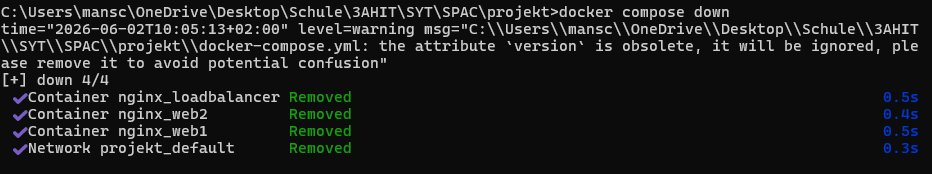 C:\Users\mansc\OneDrive\Desktop\Schule\3AHIT\SYT\SPAC\projekt>docker compose down
time="2026-06-02T10:05:13+02:00" level=warning msg="C:\\Users\\mansc\\OneDrive\\Desktop\\Schule\\3AHIT
\\SYT\\SPAC\\projekt\\docker-compose.yml: the attribute `version` is obsolete, it will be ignored, ple
ase remove it to avoid potential confusion"
[+] down 4/4
✔Container nginx_loadbalancer Removed 0.5s
✔Container nginx_web2 Removed 0.4s
✔Container nginx_web1 Removed 0.5s
✔Network projekt_default Removed 0.3s